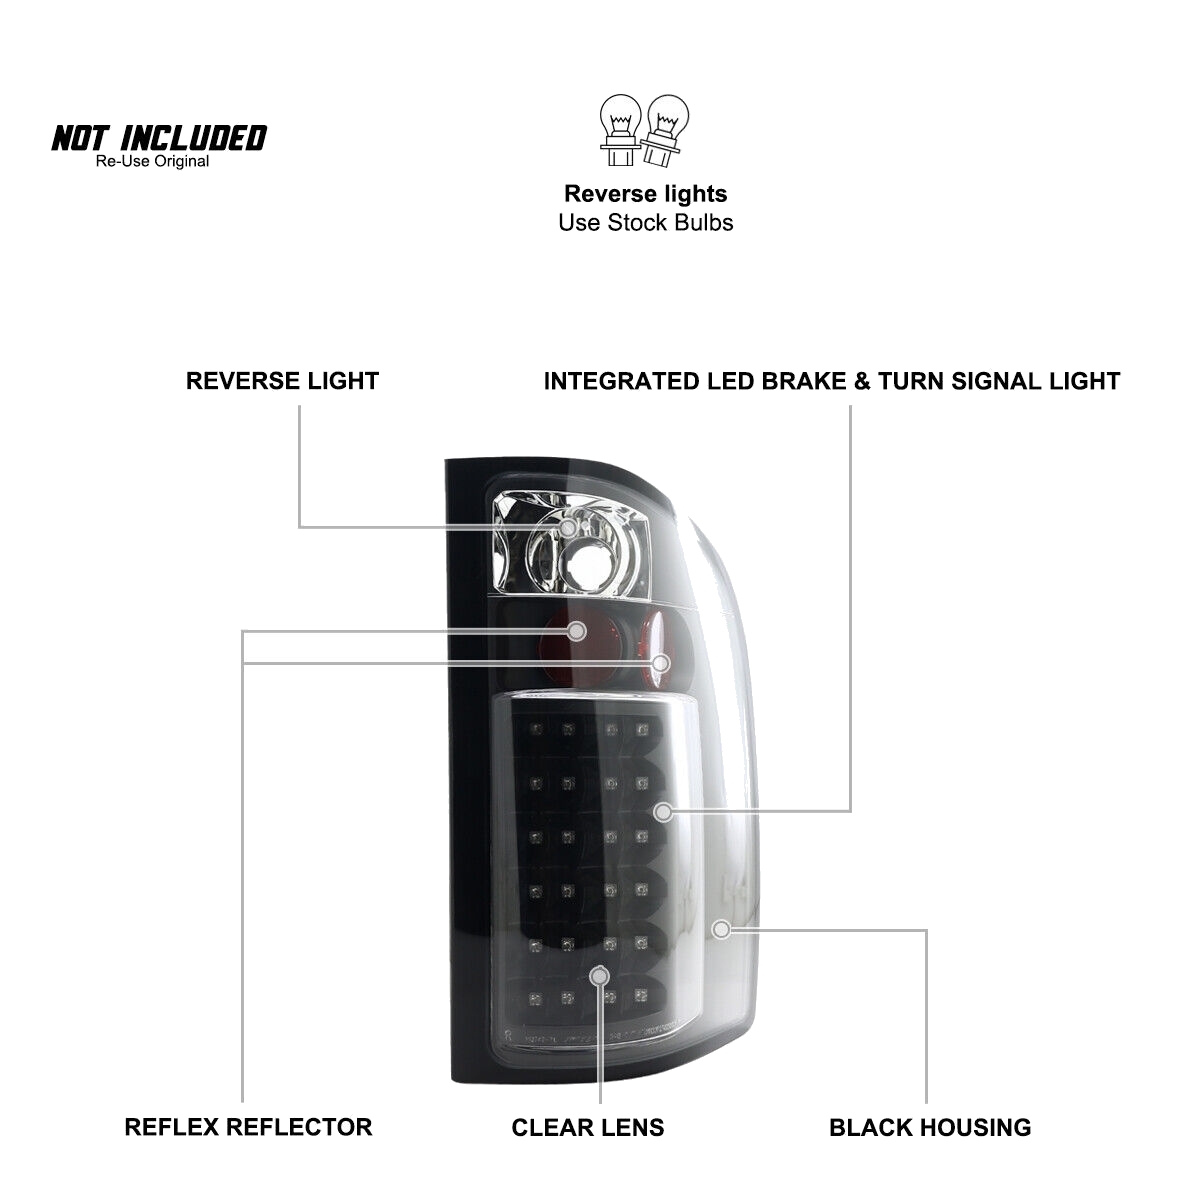 NOT INCLUDED
Re-Use Original
Reverse lights
Use Stock Bulbs
REVERSE LIGHT
INTEGRATED LED BRAKE & TURN SIGNAL LIGHT
R
REFLEX REFLECTOR
CLEAR LENS
BLACK HOUSING